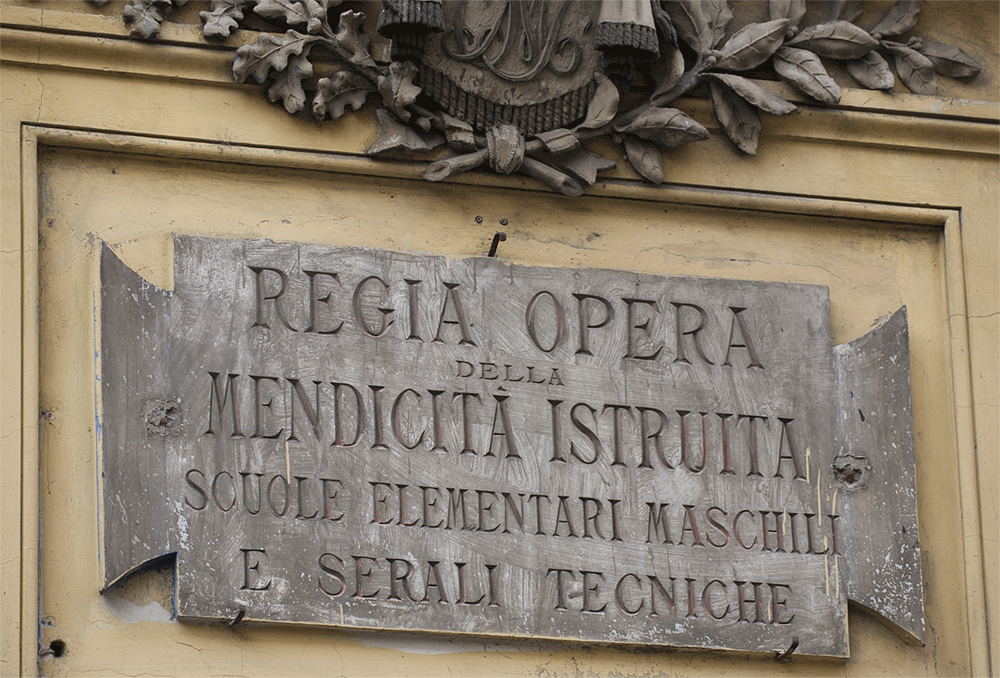 REGIA OPERA
DELLA
MENDICITÀ ISTRUITA
SCUOLE ELEMENTARI MASCHILI
E SERALI TECNICHE